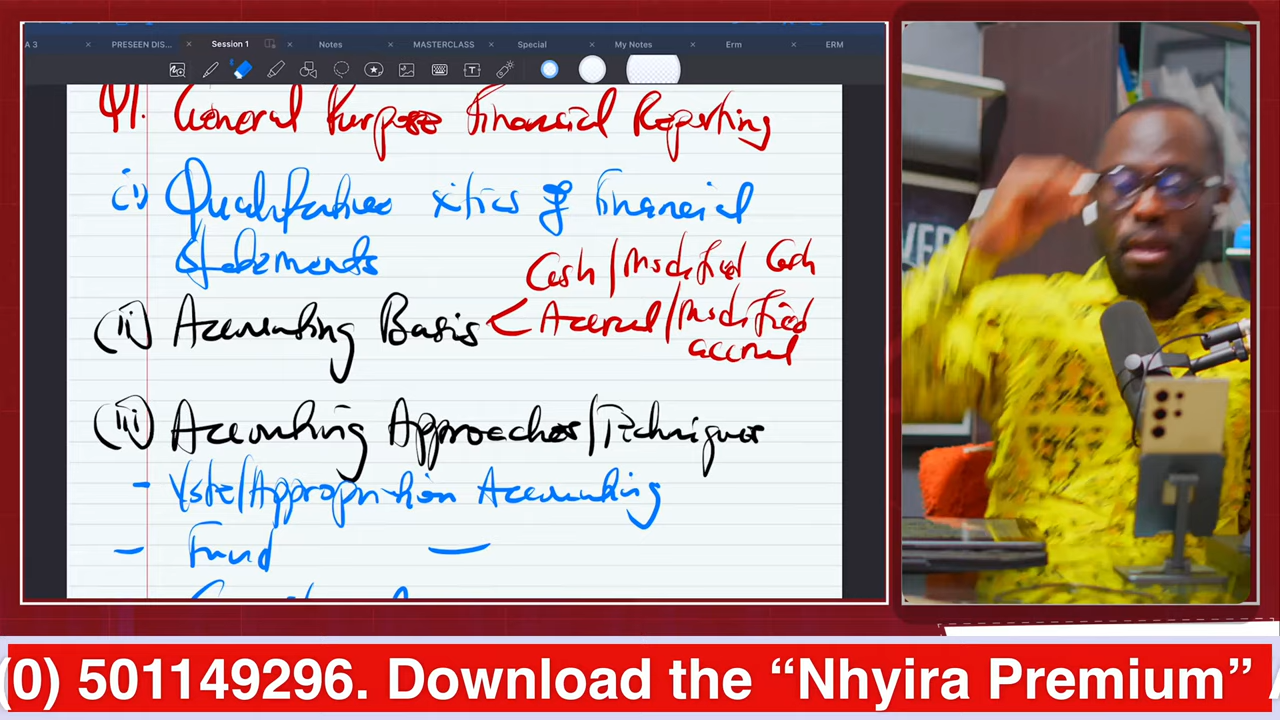 A 3 PRESEEN DIS... Session 1 Notes MASTERCLASS Special My Notes Erm ERM
Q1. General Purpose Financial Reporting
(i) Qualitative xtics of Financial
Statements
Cash/Modified Cash
(ii) Accounting Basis < Accrual/Modified
accrual
(iii) Accounting Approaches/Techniques
- Vote/Appropriation Accounting
- Fund —
(0) 501149296. Download the “Nhyira Premium”